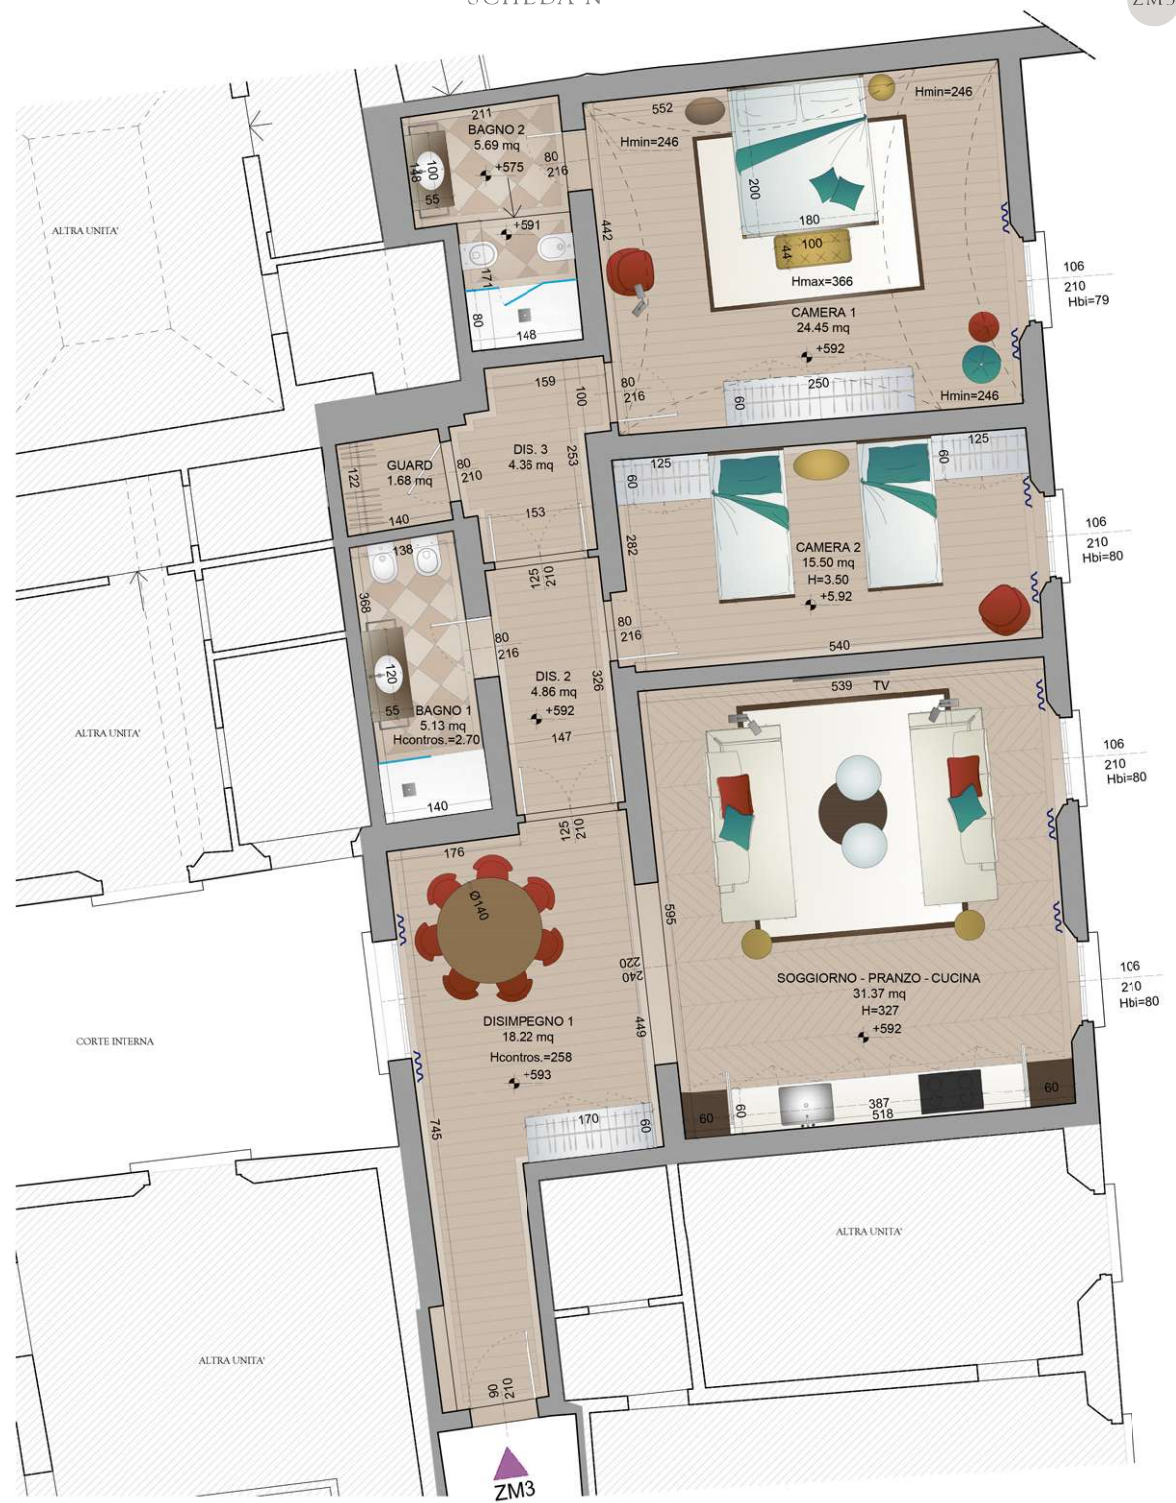 SCHEDA N
ZM3
211
BAGNO 2
5.69 mq
+575
148
100
55
80
216
+591
171
80
148
552
Hmin=246
Hmin=246
442
200
180
100
44
Hmax=366
CAMERA 1
24.45 mq
+592
250
60
Hmin=246
106
210
Hbi=79
ALTRA UNITA'
159
100
80
216
DIS. 3
4.36 mq
253
153
GUARD
1.68 mq
122
140
80
210
125
60
125
60
282
CAMERA 2
15.50 mq
H=3.50
+5.92
540
106
210
Hbi=80
138
368
120
55
BAGNO 1
5.13 mq
Hcontros.=2.70
140
80
216
125
210
80
216
DIS. 2
4.86 mq
+592
326
147
125
210
ALTRA UNITA'
539
TV
106
210
Hbi=80
176
Ø140
595
220
240
449
SOGGIORNO - PRANZO - CUCINA
31.37 mq
H=327
+592
106
210
Hbi=80
DISIMPEGNO 1
18.22 mq
Hcontros.=258
+593
CORTE INTERNA
745
170
60
60
60
387
518
60
ALTRA UNITA'
ALTRA UNITA'
90
210
ZM3